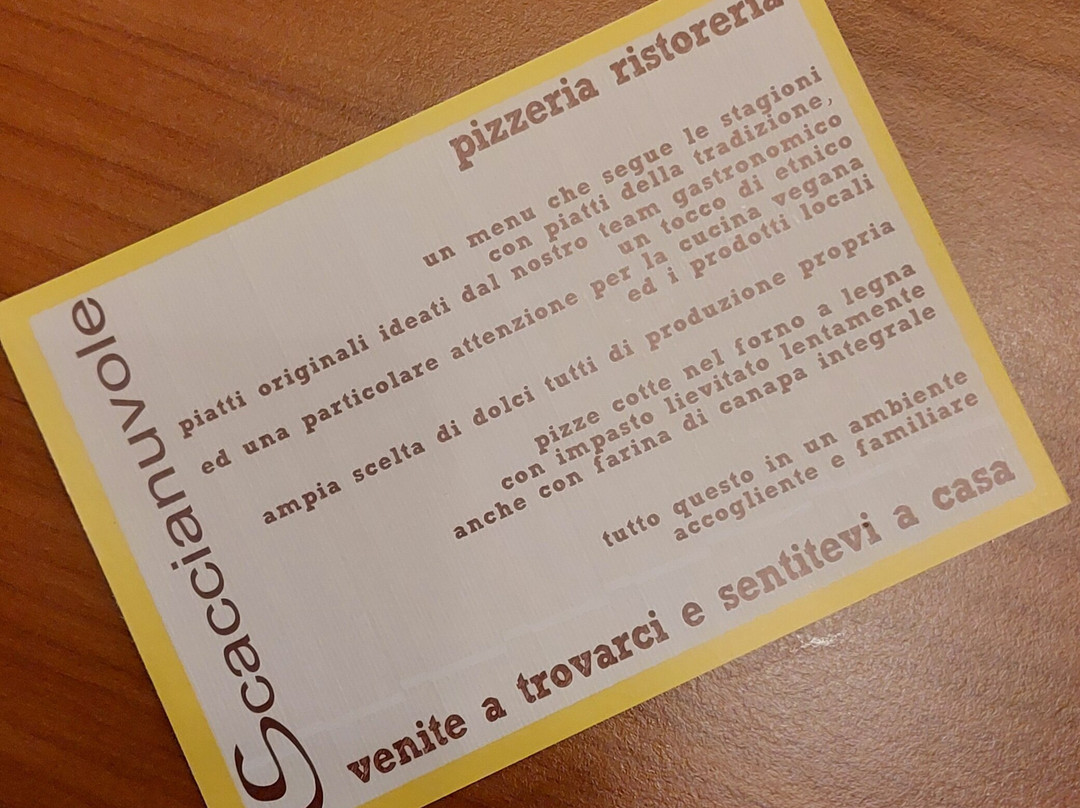 Scaccianuvole
pizzeria ristoreria
un menu che segue le stagioni
con piatti della tradizione,
piatti originali ideati dal nostro team gastronomico
un tocco di etnico
ed una particolare attenzione per la cucina vegana
ed i prodotti locali
ampia scelta di dolci tutti di produzione propria
pizze cotte nel forno a legna
con impasto lievitato lentamente
anche con farina di canapa integrale
tutto questo in un ambiente
accogliente e familiare
venite a trovarci e sentitevi a casa